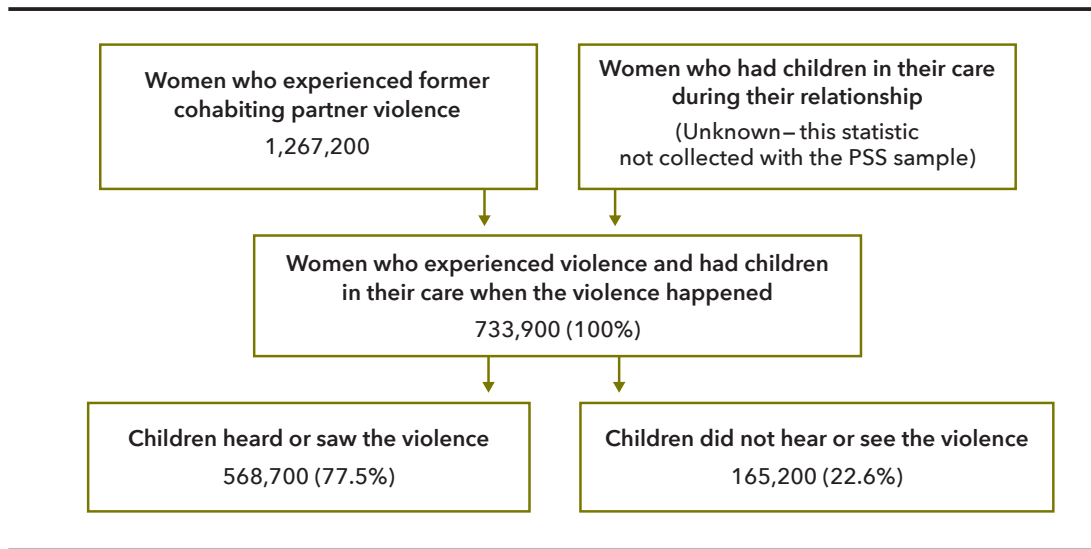 Women who experienced former
cohabiting partner violence
1,267,200
Women who had children in their care
during their relationship
(Unknown–this statistic
not collected with the PSS sample)
Women who experienced violence and had children
in their care when the violence happened
733,900 (100%)
Children heard or saw the violence
568,700 (77.5%)
Children did not hear or see the violence
165,200 (22.6%)